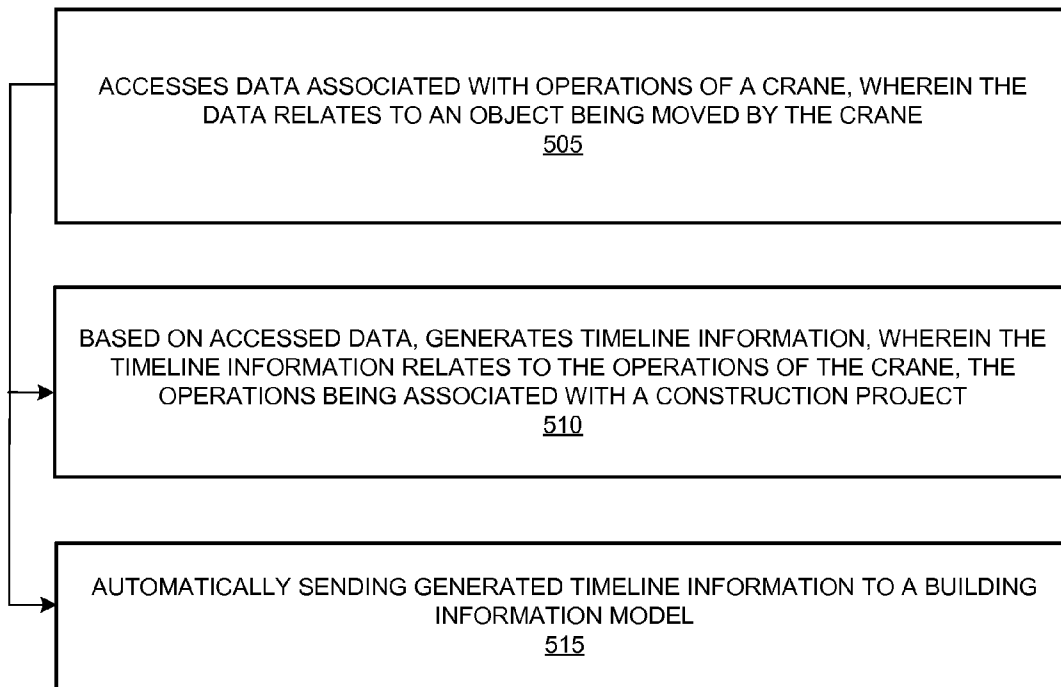 ACCESSES DATA ASSOCIATED WITH OPERATIONS OF A CRANE, WHEREIN THE
DATA RELATES TO AN OBJECT BEING MOVED BY THE CRANE
505
BASED ON ACCESSED DATA, GENERATES TIMELINE INFORMATION, WHEREIN THE
TIMELINE INFORMATION RELATES TO THE OPERATIONS OF THE CRANE, THE
OPERATIONS BEING ASSOCIATED WITH A CONSTRUCTION PROJECT
510
AUTOMATICALLY SENDING GENERATED TIMELINE INFORMATION TO A BUILDING
INFORMATION MODEL
515